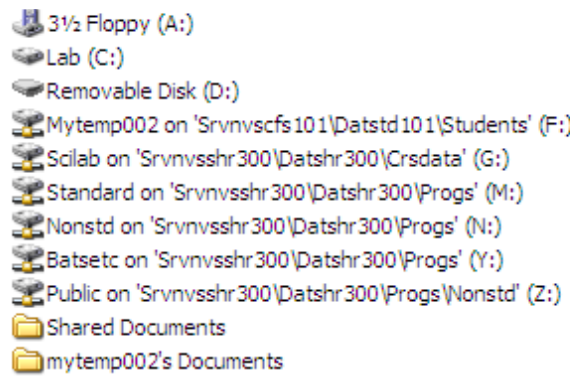 3½ Floppy (A:)
Lab (C:)
Removable Disk (D:)
Mytemp002 on 'Srvnvscfs101\Datstd101\Students' (F:)
Scilab on 'Srvnvsshr300\Datshr300\Crsdata' (G:)
Standard on 'Srvnvsshr300\Datshr300\Progs' (M:)
Nonstd on 'Srvnvsshr300\Datshr300\Progs' (N:)
Batsetc on 'Srvnvsshr300\Datshr300\Progs' (Y:)
Public on 'Srvnvsshr300\Datshr300\Progs\Nonstd' (Z:)
Shared Documents
mytemp002's Documents